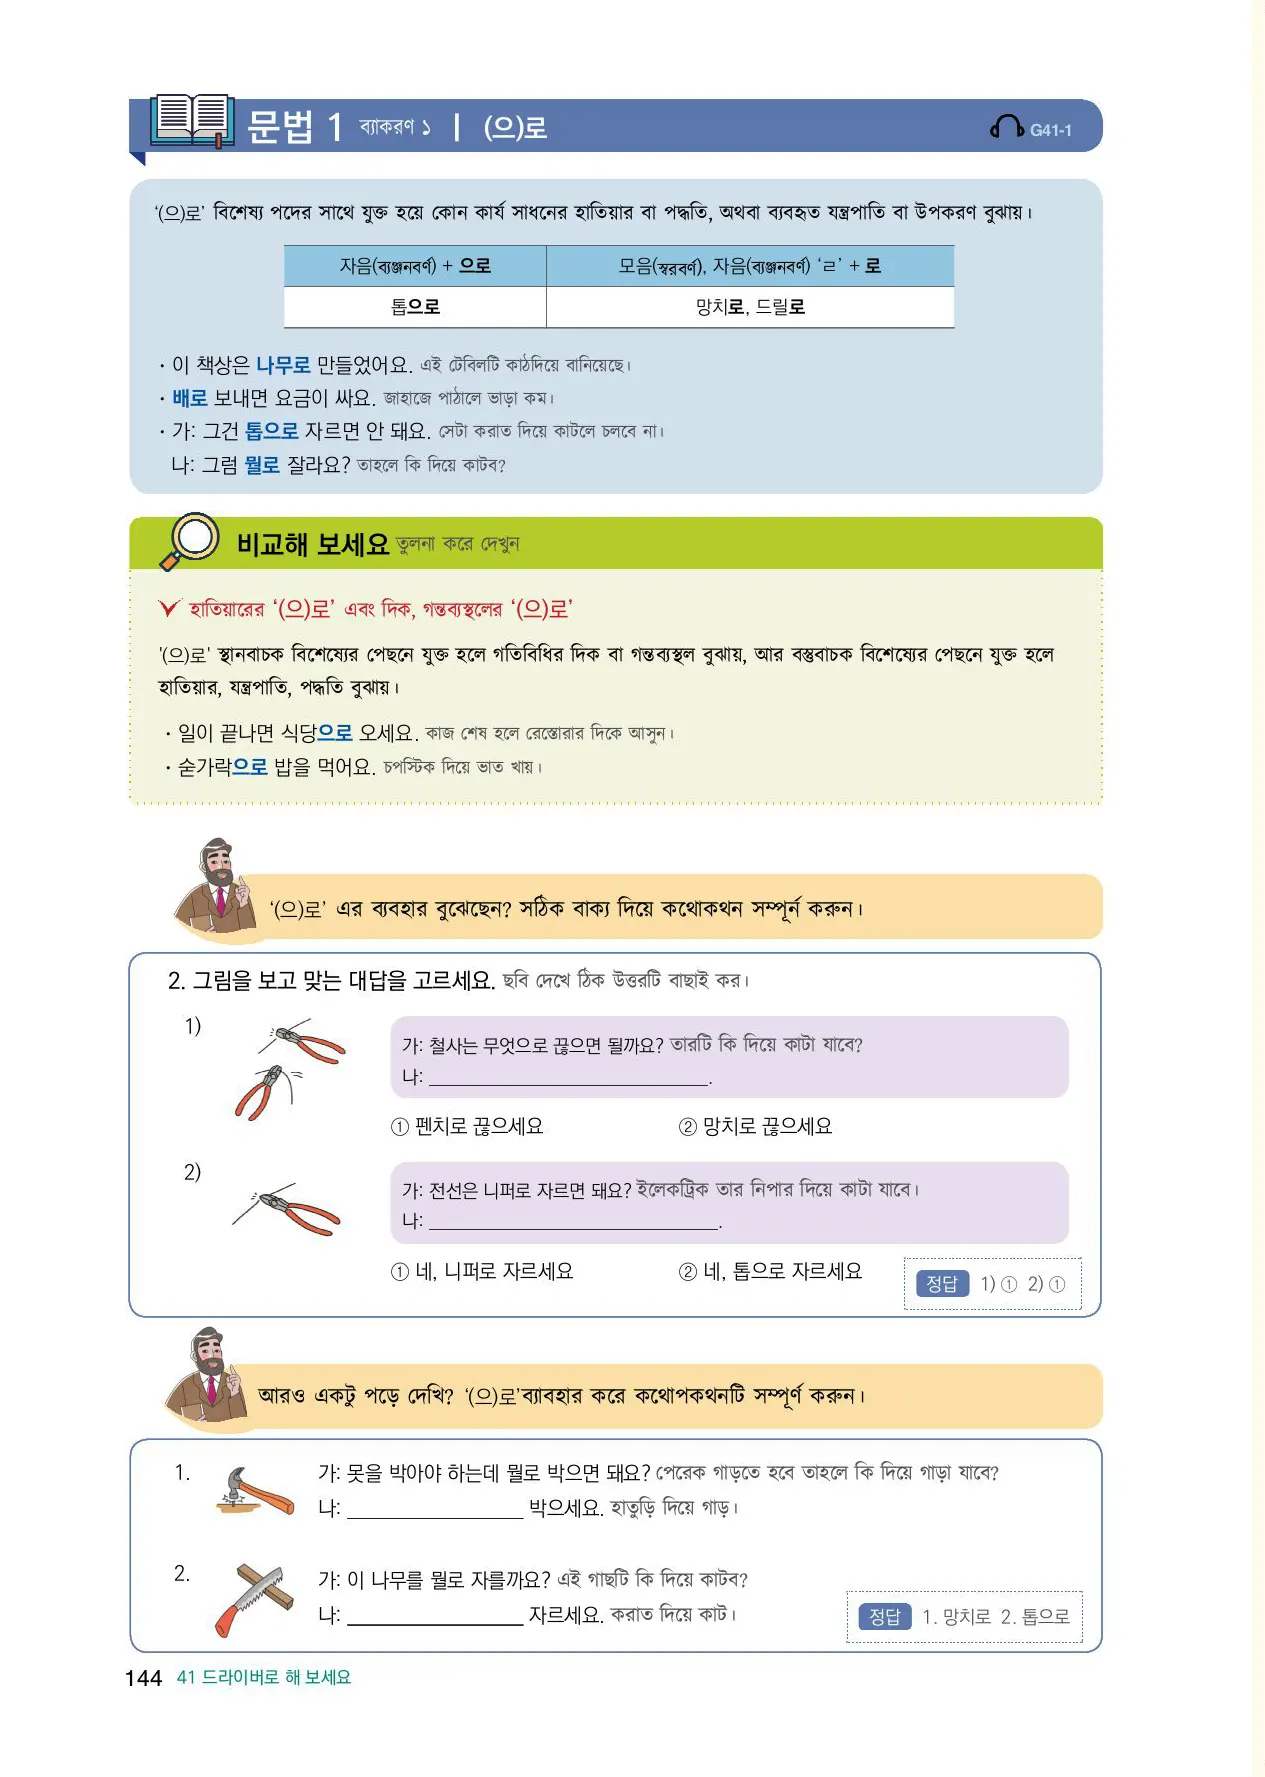 문법 1 ব্যাকরণ ১ | (으)로 G41-1
‘(으)로’ বিশেষ্য পদের সাথে যুক্ত হয়ে কোন কার্য সাধনের হাতিয়ার বা পদ্ধতি, অথবা ব্যবহৃত যন্ত্রপাতি বা উপকরণ বুঝায়।
자음(ব্যঞ্জনবর্ণ) + 으로 모음(স্বরবর্ণ), 자음(ব্যঞ্জনবর্ণ) ‘ㄹ’ + 로
톱으로 망치로, 드릴로
· 이 책상은 나무로 만들었어요. এই টেবিলটি কাঠদিয়ে বানিয়েছে।
· 배로 보내면 요금이 싸요. জাহাজে পাঠালে ভাড়া কম।
· 가: 그건 톱으로 자르면 안 돼요. সেটা করাত দিয়ে কাটলে চলবে না।
나: 그럼 뭘로 잘라요? তাহলে কি দিয়ে কাটব?
비교해 보세요 তুলনা করে দেখুন
হাতিয়ারের ‘(으)로’ এবং দিক, গন্তব্যস্থলের ‘(으)로’
'(으)로' স্থানবাচক বিশেষ্যের পেছনে যুক্ত হলে গতিবিধির দিক বা গন্তব্যস্থল বুঝায়, আর বস্তুবাচক বিশেষ্যের পেছনে যুক্ত হলে
হাতিয়ার, যন্ত্রপাতি, পদ্ধতি বুঝায়।
· 일이 끝나면 식당으로 오세요. কাজ শেষ হলে রেস্তোরার দিকে আসুন।
· 숟가락으로 밥을 먹어요. চপস্টিক দিয়ে ভাত খায়।
‘(으)로’ এর ব্যবহার বুঝেছেন? সঠিক বাক্য দিয়ে কথোকথন সম্পূর্ন করুন।
2. 그림을 보고 맞는 대답을 고르세요. ছবি দেখে ঠিক উত্তরটি বাছাই কর।
1)
가: 철사는 무엇으로 끊으면 될까요? তারটি কি দিয়ে কাটা যাবে?
나: ____________________.
① 펜치로 끊으세요 ② 망치로 끊으세요
2)
가: 전선은 니퍼로 자르면 돼요? ইলেকট্রিক তার নিপার দিয়ে কাটা যাবে।
나: ____________________.
① 네, 니퍼로 자르세요 ② 네, 톱으로 자르세요
정답 1) ① 2) ①
আরও একটু পড়ে দেখি? ‘(으)로’ব্যাবহার করে কথোপকথনটি সম্পূর্ণ করুন।
1. 가: 못을 박아야 하는데 뭘로 박으면 돼요? পেরেক গাড়তে হবে তাহলে কি দিয়ে গাড়া যাবে?
나: ____________ 박으세요. হাতুড়ি দিয়ে গাড়।
2. 가: 이 나무를 뭘로 자를까요? এই গাছটি কি দিয়ে কাটব?
나: ____________ 자르세요. করাত দিয়ে কাট।
정답 1. 망치로 2. 톱으로
144 41 드라이버로 해 보세요